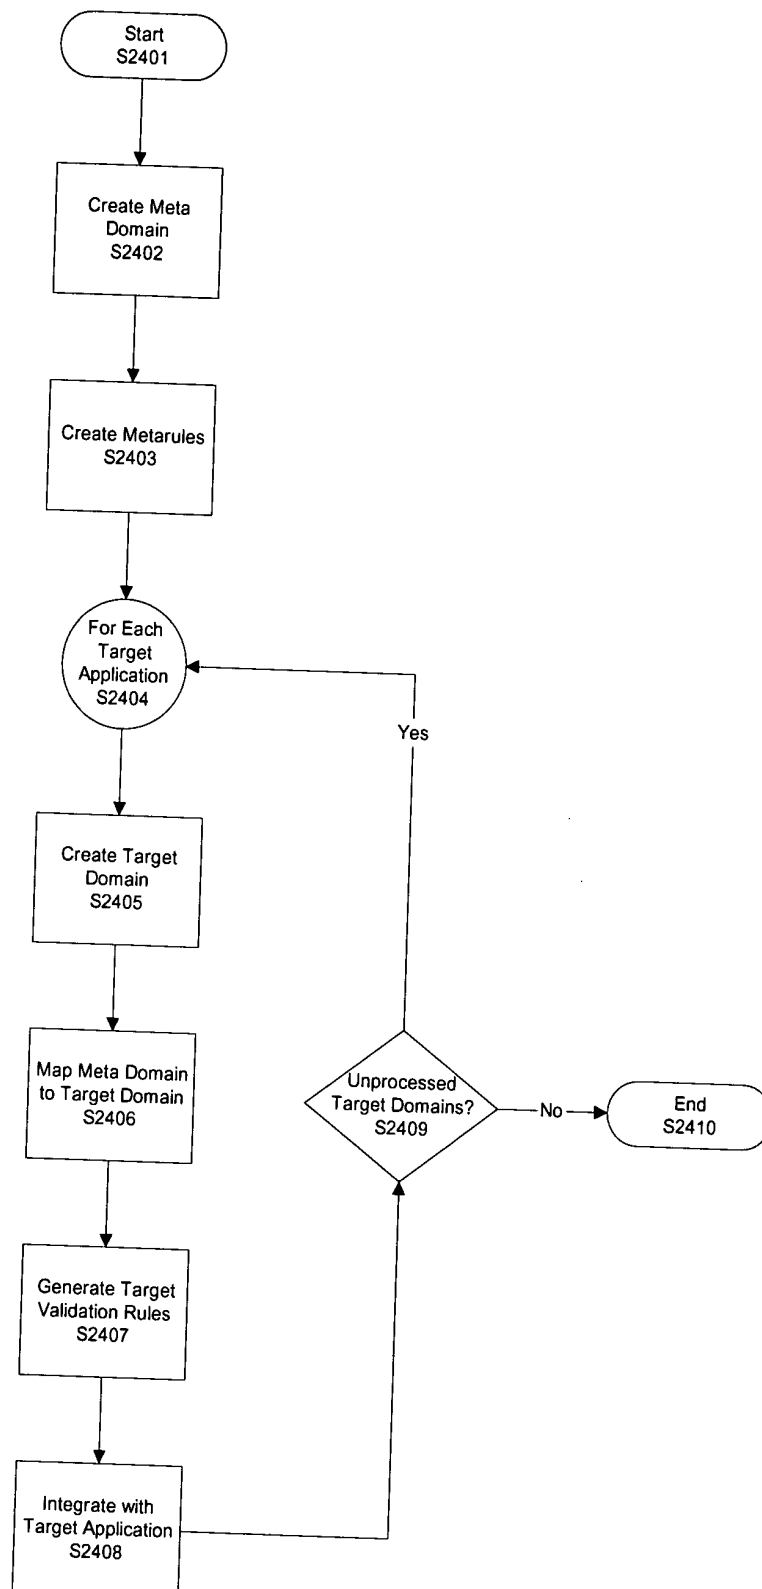 Start
S2401
Create Meta
Domain
S2402
Create Metarules
S2403
For Each
Target
Application
S2404
Yes
Create Target
Domain
S2405
Map Meta Domain
to Target Domain
S2406
Unprocessed
Target Domains?
S2409
No
End
S2410
Generate Target
Validation Rules
S2407
Integrate with
Target Application
S2408